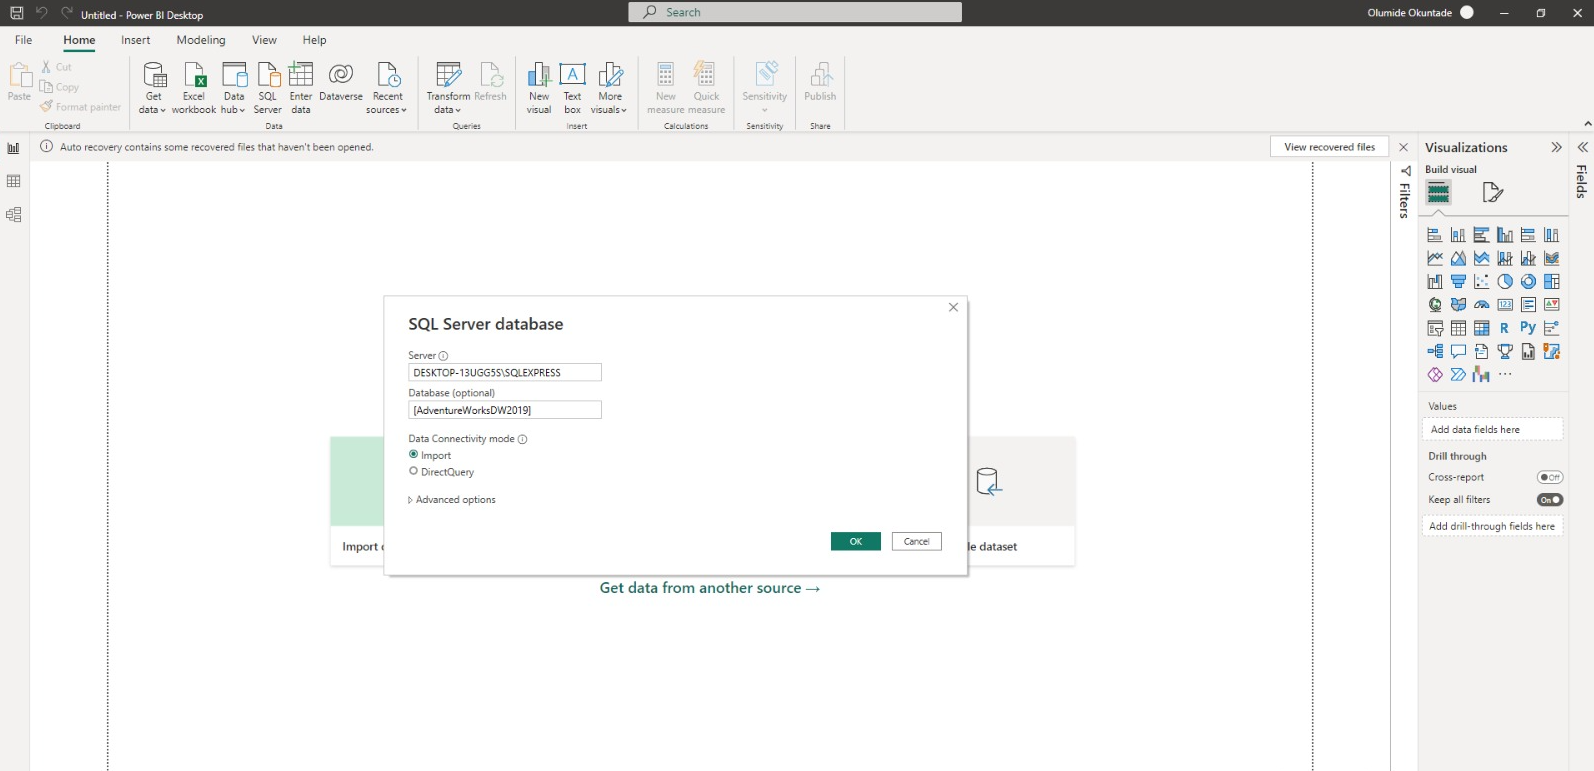 Untitled - Power BI Desktop
Search
Olumide Okuntade
File Home Insert Modeling View Help
Paste
Cut
Copy
Format painter
Clipboard
Get data
Excel workbook
Data hub
SQL Server
Enter data
Dataverse
Recent sources
Data
Transform data
Refresh
Queries
New visual
Text box
More visuals
Insert
New measure
Quick measure
Calculations
Sensitivity
Sensitivity
Publish
Share
Auto recovery contains some recovered files that haven't been opened.
View recovered files
Filters
Visualizations
Build visual
Fields
SQL Server database
Server
DESKTOP-13UGG5S\SQLEXPRESS
Database (optional)
[AdventureWorksDW2019]
Data Connectivity mode
Import
DirectQuery
Advanced options
OK
Cancel
Import
le dataset
Get data from another source →
123
R
Py
Values
Add data fields here
Drill through
Cross-report
Off
Keep all filters
On
Add drill-through fields here